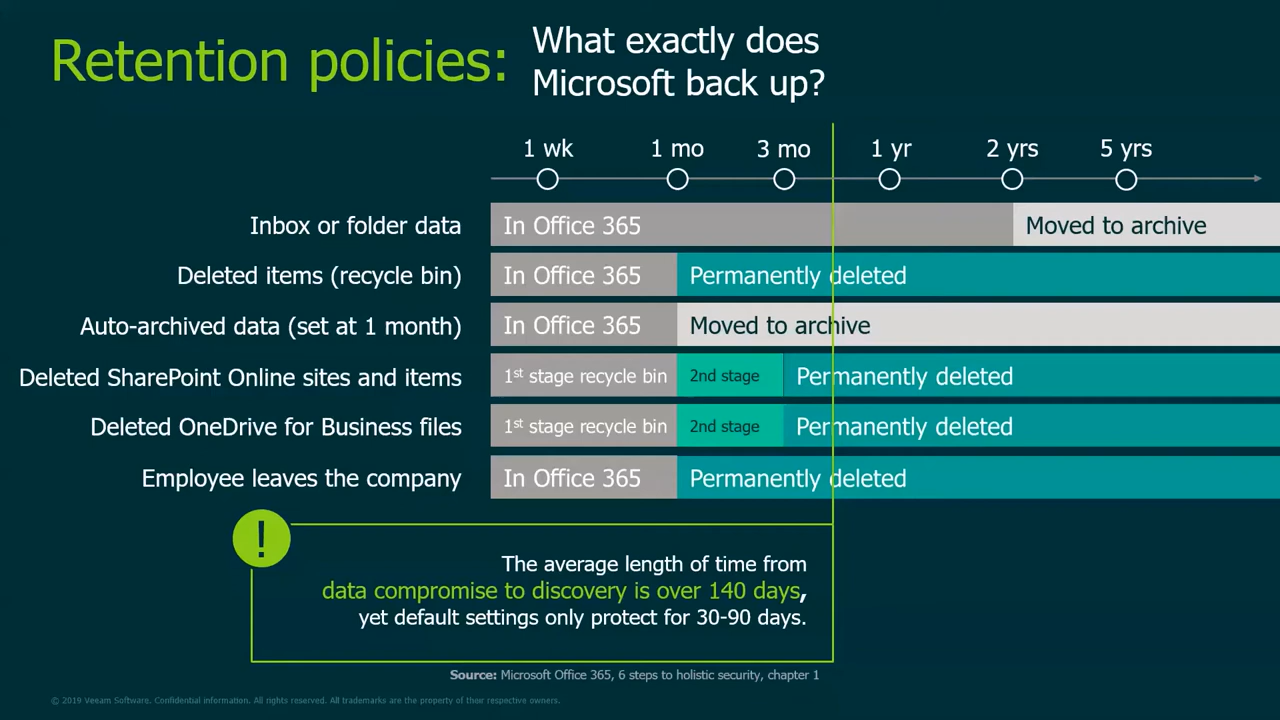 Retention policies:
What exactly does
Microsoft back up?
1 wk
1 mo
3 mo
1 yr
2 yrs
5 yrs
Inbox or folder data
In Office 365
Moved to archive
Deleted items (recycle bin)
In Office 365
Permanently deleted
Auto-archived data (set at 1 month)
In Office 365
Moved to archive
Deleted SharePoint Online sites and items
1st stage recycle bin
2nd stage
Permanently deleted
Deleted OneDrive for Business files
1st stage recycle bin
2nd stage
Permanently deleted
Employee leaves the company
In Office 365
Permanently deleted
!
The average length of time from
data compromise to discovery is over 140 days,
yet default settings only protect for 30-90 days.
Source: Microsoft Office 365, 6 steps to holistic security, chapter 1
© 2019 Veeam Software. Confidential information. All rights reserved. All trademarks are the property of their respective owners.